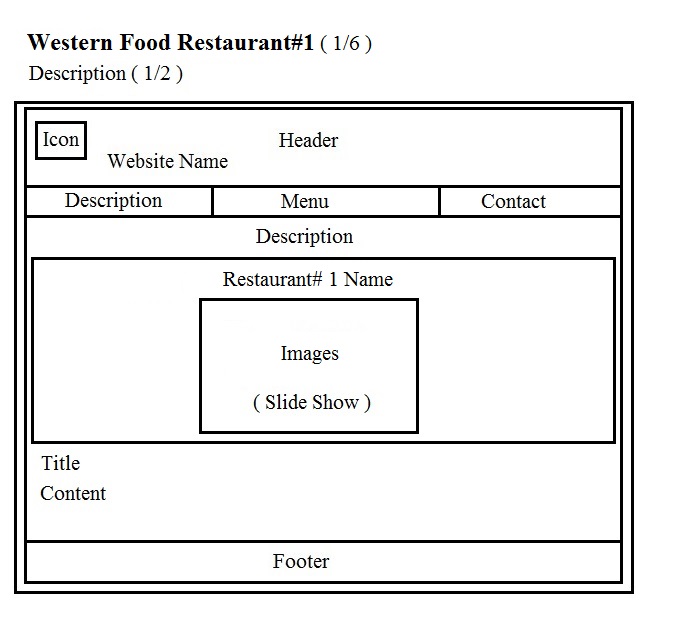 Western Food Restaurant#1 ( 1/6 )
Description ( 1/2 )
Icon
Header
Website Name
Description Menu Contact
Description
Restaurant# 1 Name
Images
( Slide Show )
Title
Content
Footer